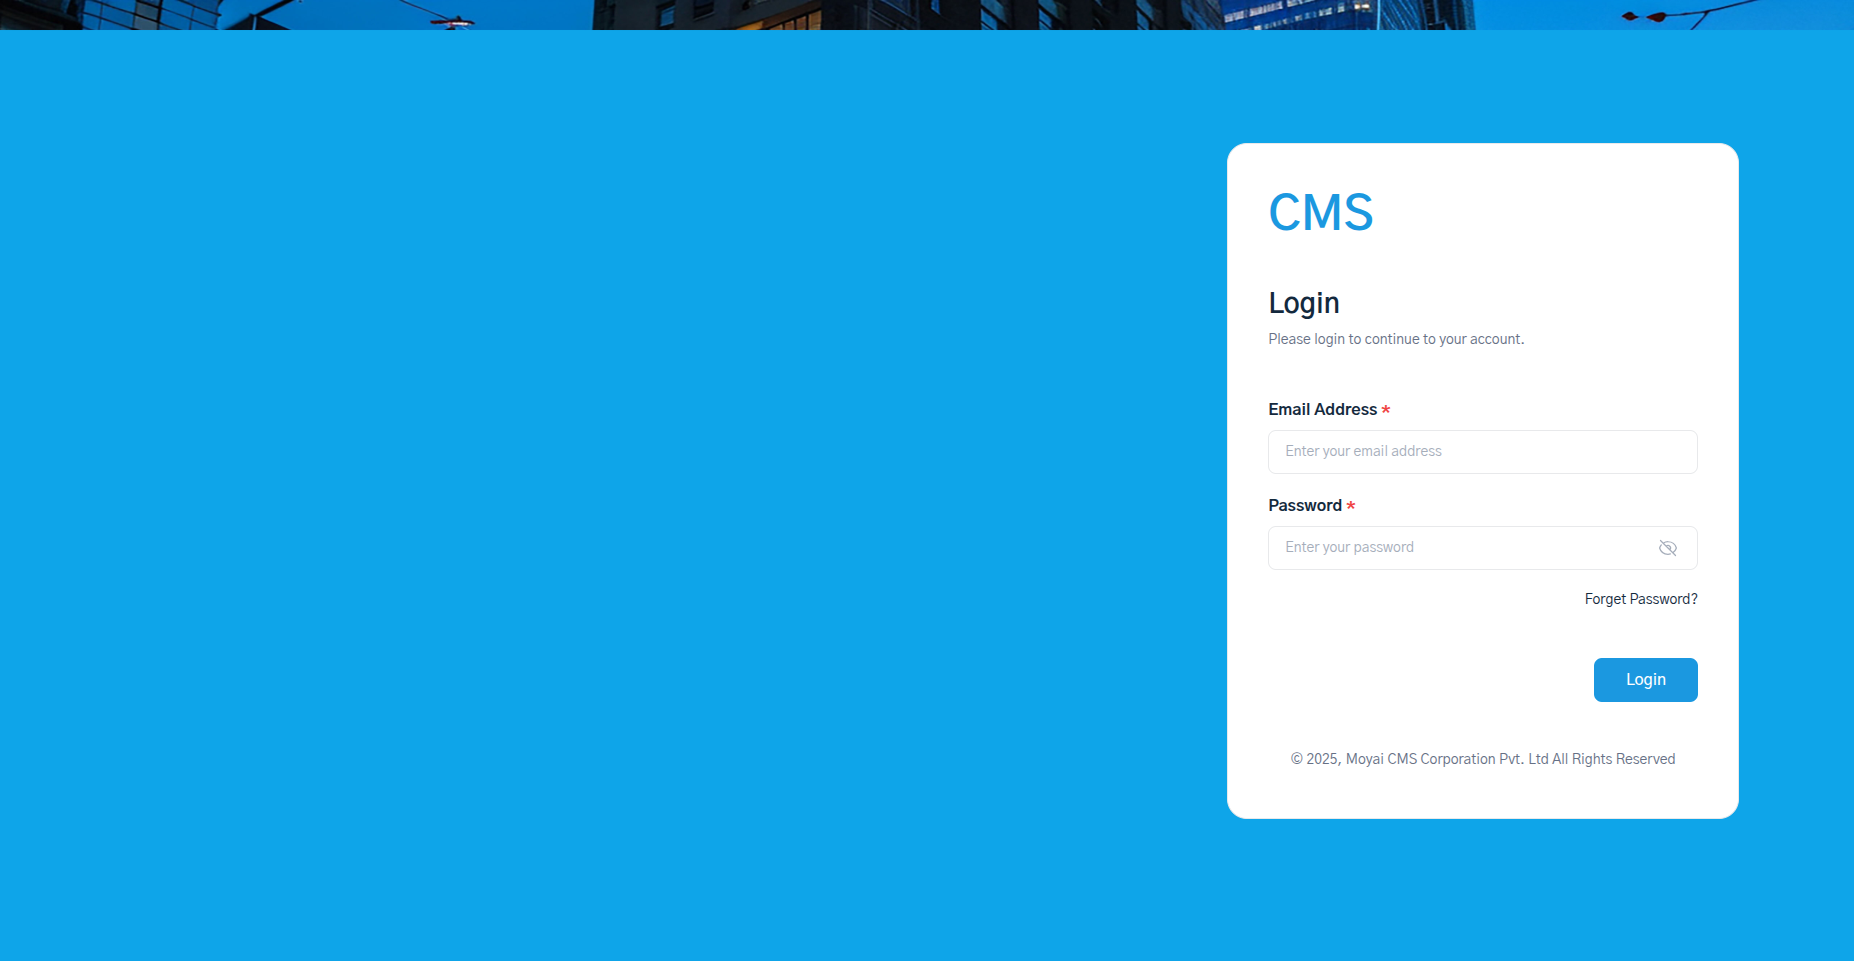 CMS
Login
Please login to continue to your account.
Email Address *
Enter your email address
Password *
Enter your password
Forget Password?
Login
© 2025, Moyai CMS Corporation Pvt. Ltd All Rights Reserved